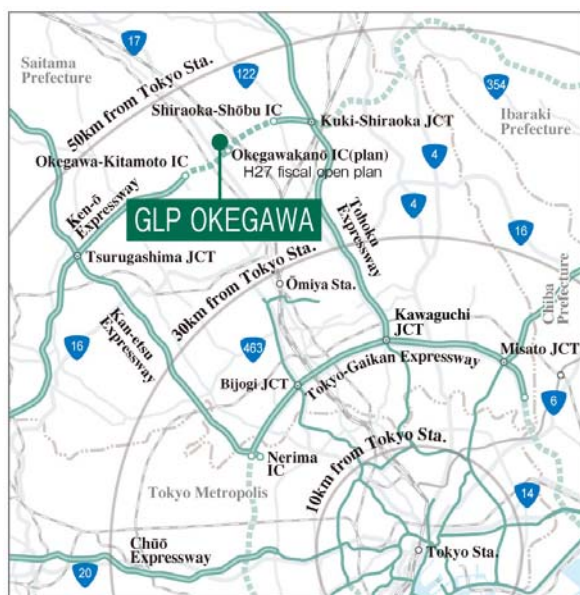 17
Saitama
Prefecture
122
50km from Tokyo Sta.
354
Shiraoka-Shōbu IC
Kuki-Shiraoka JCT
Ibaraki
Prefecture
Okegawa-Kitamoto IC
Okegawakanō IC(plan)
H27 fiscal open plan
4
Ken-ō
Expressway
GLP OKEGAWA
4
Tohoku
Expressway
16
Tsurugashima JCT
30km from Tokyo Sta.
Ōmiya Sta.
Chiba
Prefecture
Kan-etsu
Expressway
16
463
Kawaguchi
JCT
Misato JCT
Tokyo-Gaikan Expressway
Bijogi JCT
6
Nerima
IC
10km from Tokyo Sta.
Tokyo Metropolis
14
Chūō
Expressway
Tokyo Sta.
20